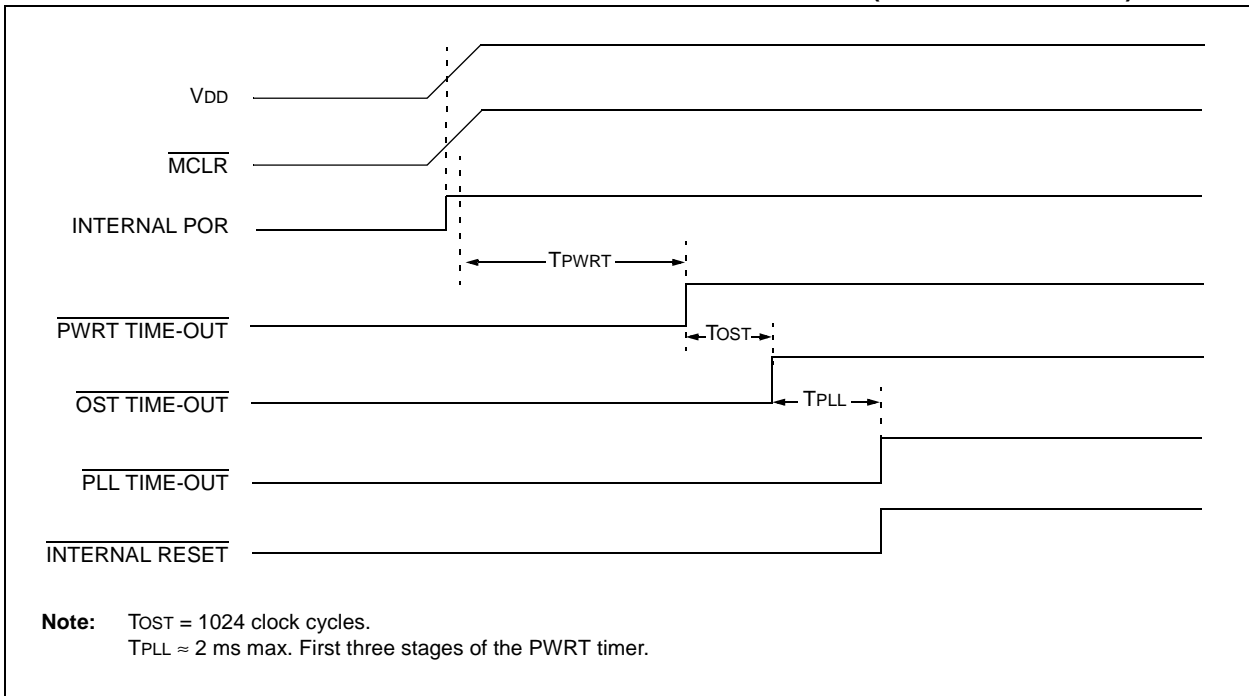 VDD
MCLR
INTERNAL POR
TPWRT
PWRT TIME-OUT
TOST
OST TIME-OUT
TPLL
PLL TIME-OUT
INTERNAL RESET
Note: TOST = 1024 clock cycles.
TPLL ≈ 2 ms max. First three stages of the PWRT timer.